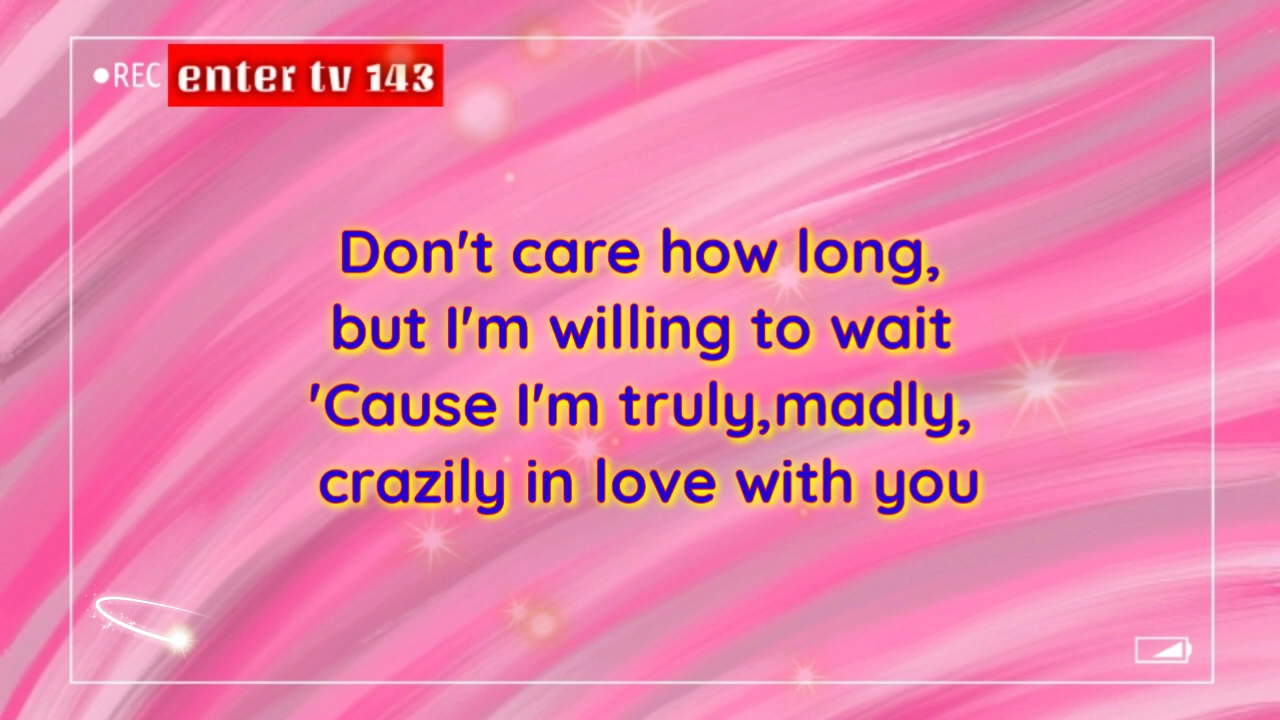 REC enter tv 143
Don't care how long,
but I'm willing to wait
'Cause I'm truly,madly,
crazily in love with you